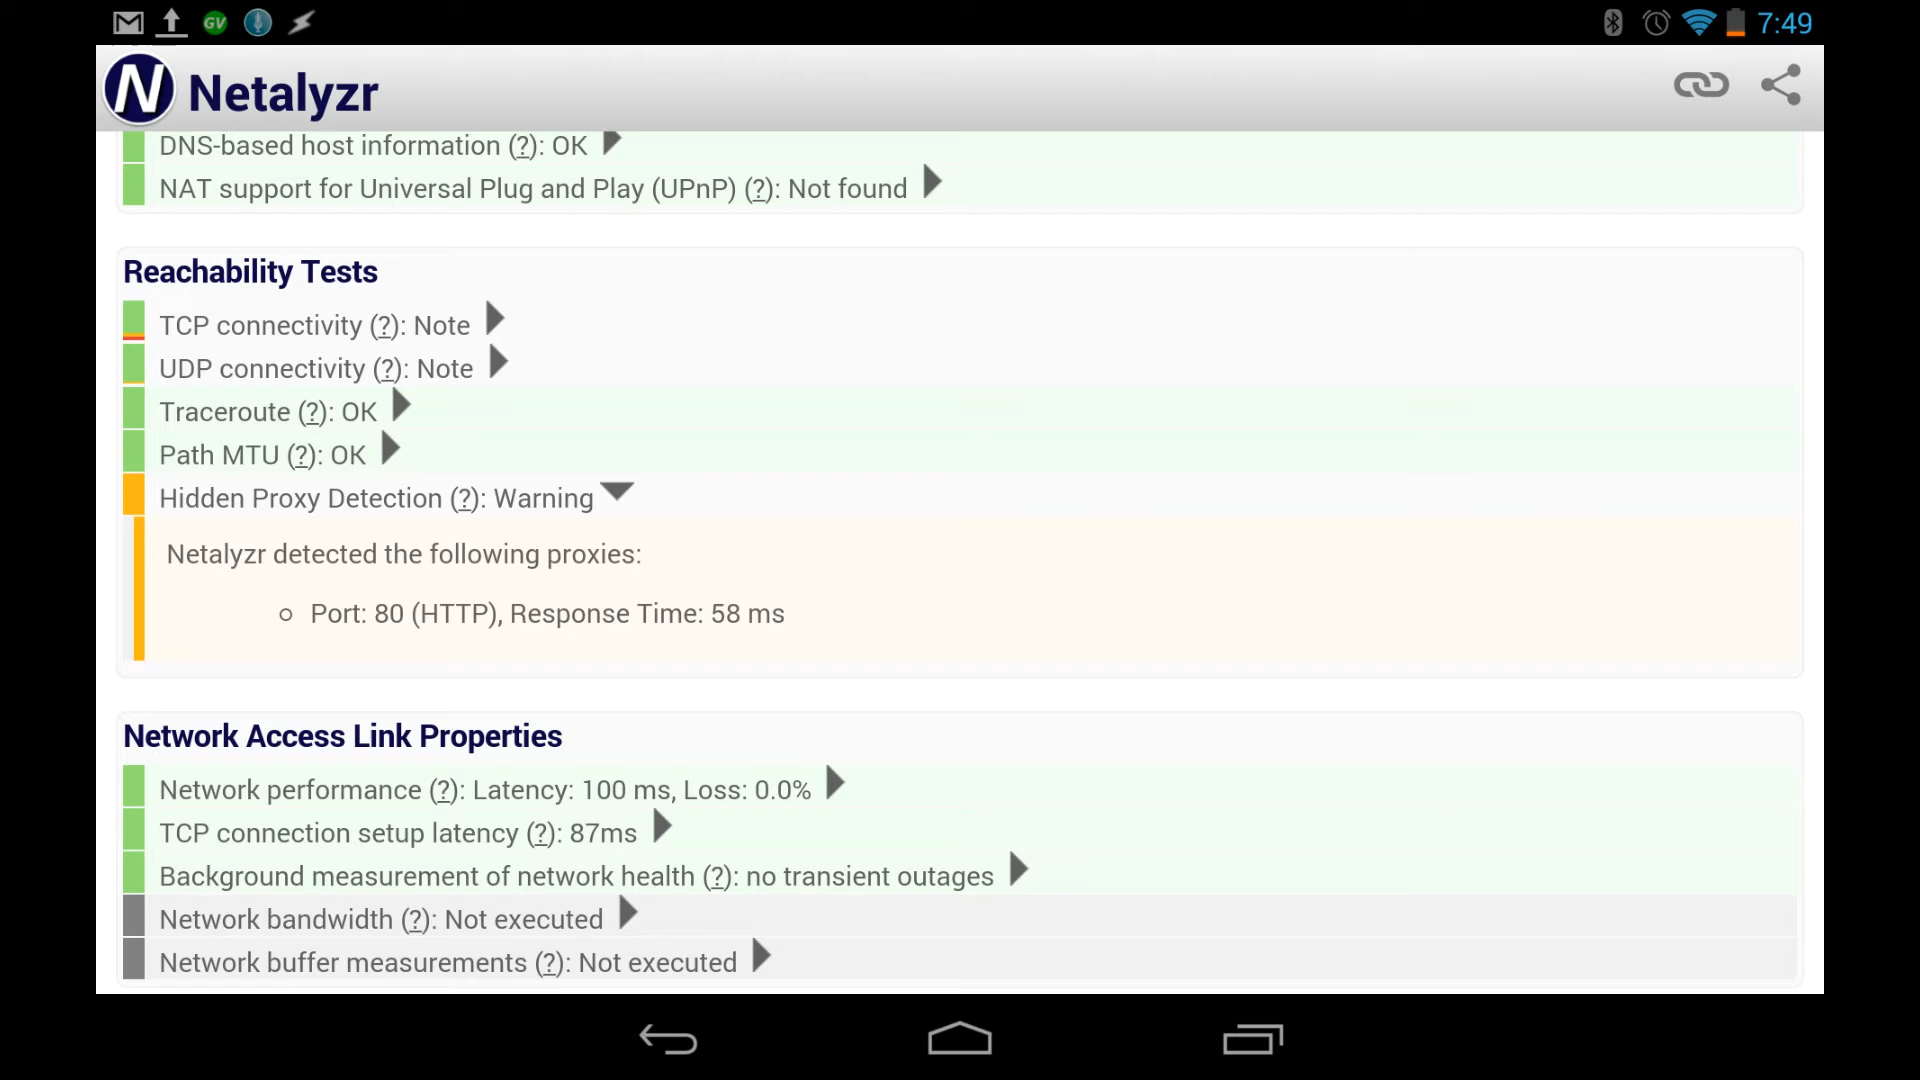 GV
7:49
N Netalyzr
DNS-based host information (?): OK
NAT support for Universal Plug and Play (UPnP) (?): Not found
Reachability Tests
TCP connectivity (?): Note
UDP connectivity (?): Note
Traceroute (?): OK
Path MTU (?): OK
Hidden Proxy Detection (?): Warning
Netalyzr detected the following proxies:
Port: 80 (HTTP), Response Time: 58 ms
Network Access Link Properties
Network performance (?): Latency: 100 ms, Loss: 0.0%
TCP connection setup latency (?): 87ms
Background measurement of network health (?): no transient outages
Network bandwidth (?): Not executed
Network buffer measurements (?): Not executed